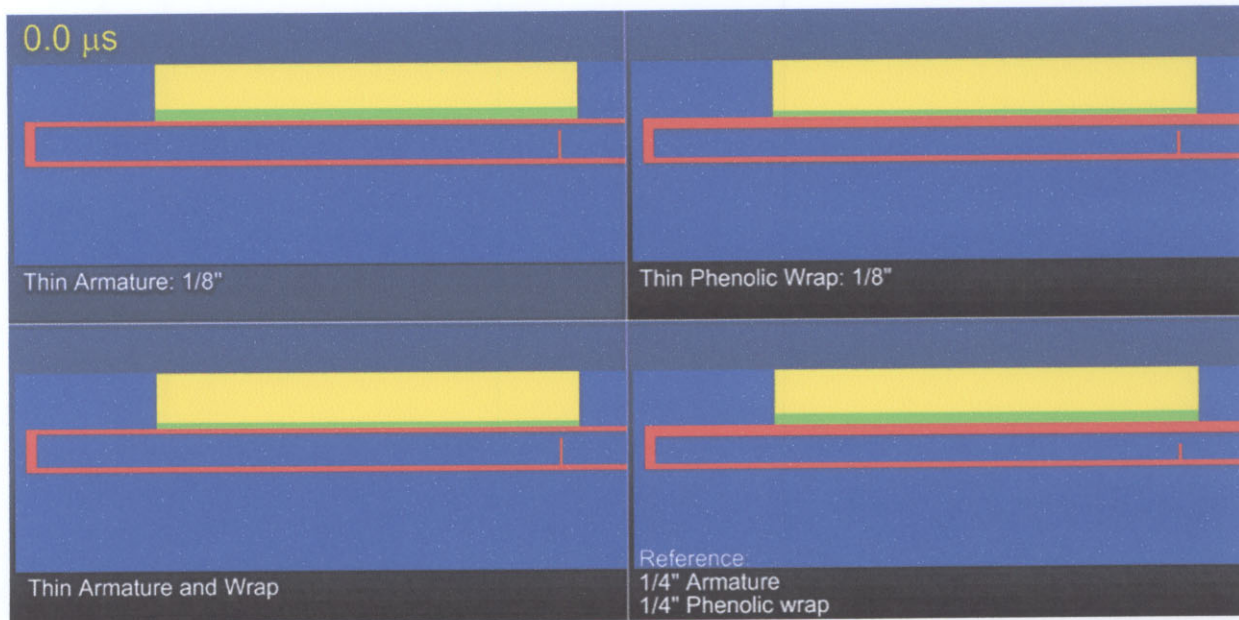 0.0 μs
Thin Armature: 1/8"
Thin Phenolic Wrap: 1/8"
Thin Armature and Wrap
Reference:
1/4" Armature
1/4" Phenolic wrap